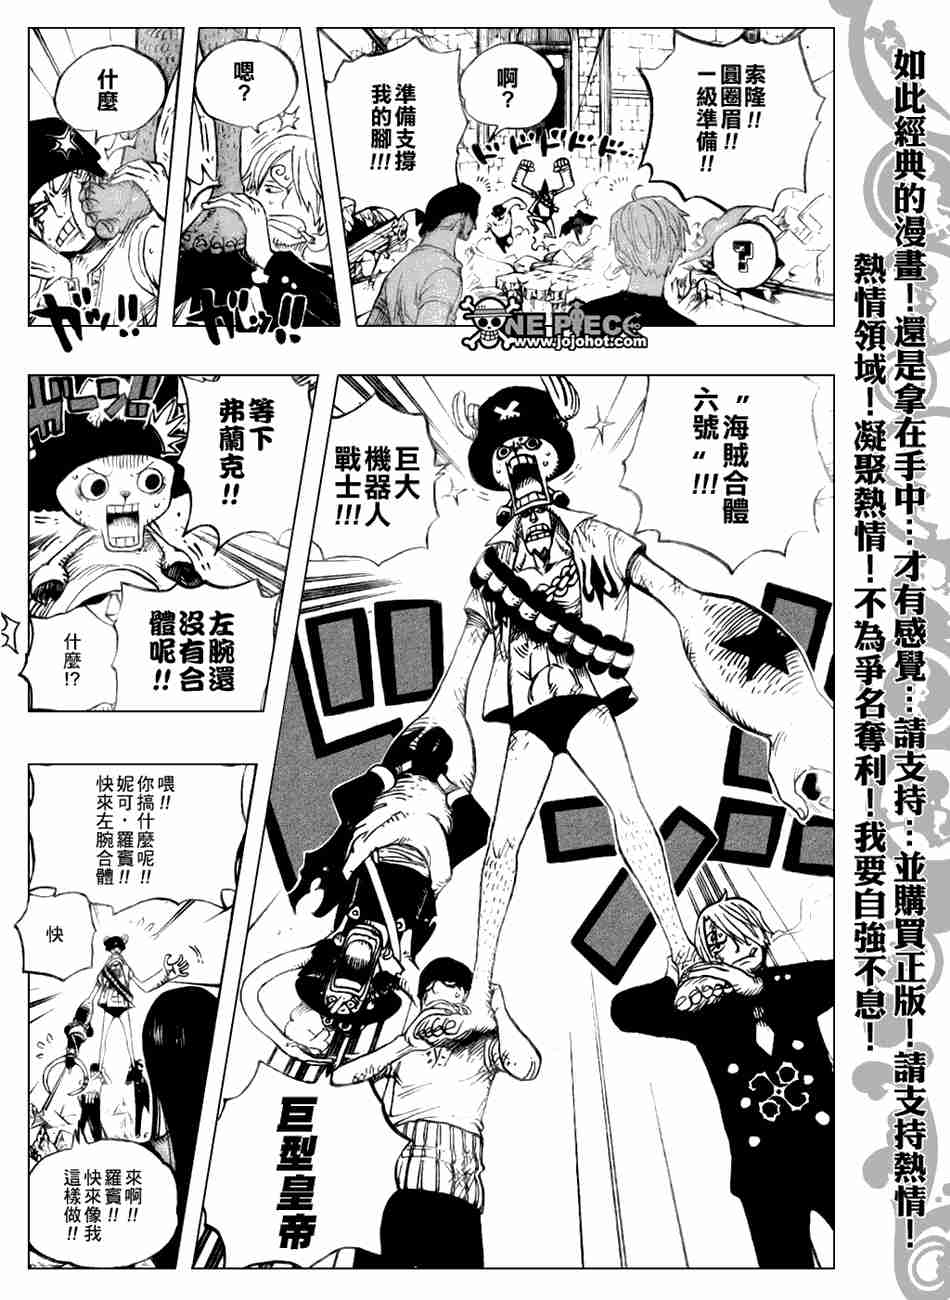 索隆!!
圓圈眉!!
一級準備!!
啊?
準備支撐
我的腳!!!
?
ドドドドド
嗯?
什麼
ガッ!!
ガッ!!
ONE PIECE
www.jojohot.com
〝海賊合體
六號〞!!!
巨大
機器人
戰士!!!
巨型皇帝
ガーン!!
等下
弗蘭克!!
左腕還
沒有合
體呢!!
什麼!?
喂!!
你搞什麼呢!!
妮可·羅賓!!
快來左腕合體
快
來啊!!
羅賓!!
快來像我
這樣做!!
如此經典的漫畫！還是拿在手中…才有感覺…請支持…並購買正版！請支持熱情！
熱情領域！凝聚熱情！不為爭名奪利！我要自強不息！